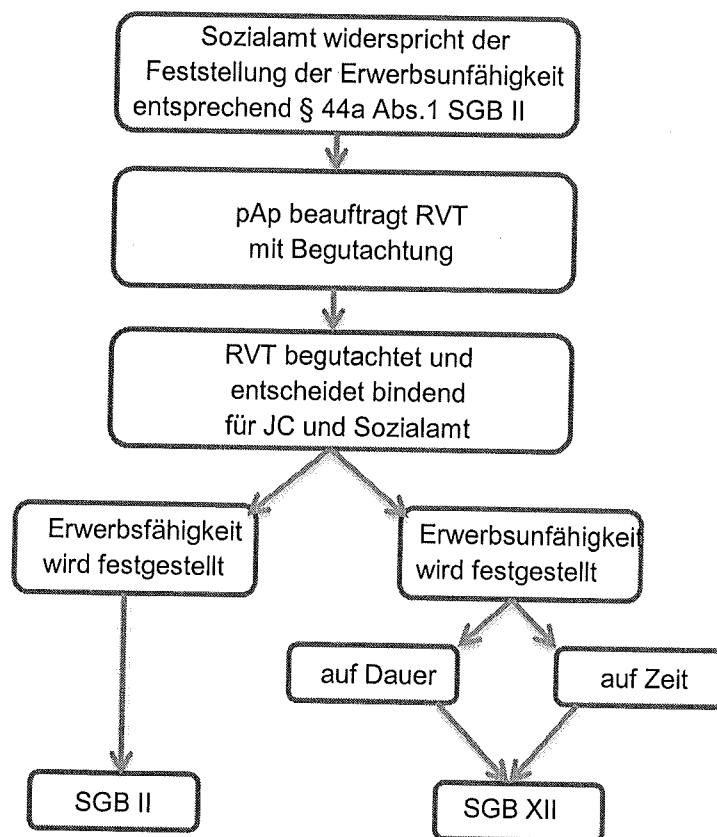 Sozialamt widerspricht der
Feststellung der Erwerbsunfähigkeit
entsprechend § 44a Abs.1 SGB II
pAp beauftragt RVT
mit Begutachtung
RVT begutachtet und
entscheidet bindend
für JC und Sozialamt
Erwerbsfähigkeit
wird festgestellt
Erwerbsunfähigkeit
wird festgestellt
auf Dauer
auf Zeit
SGB II
SGB XII